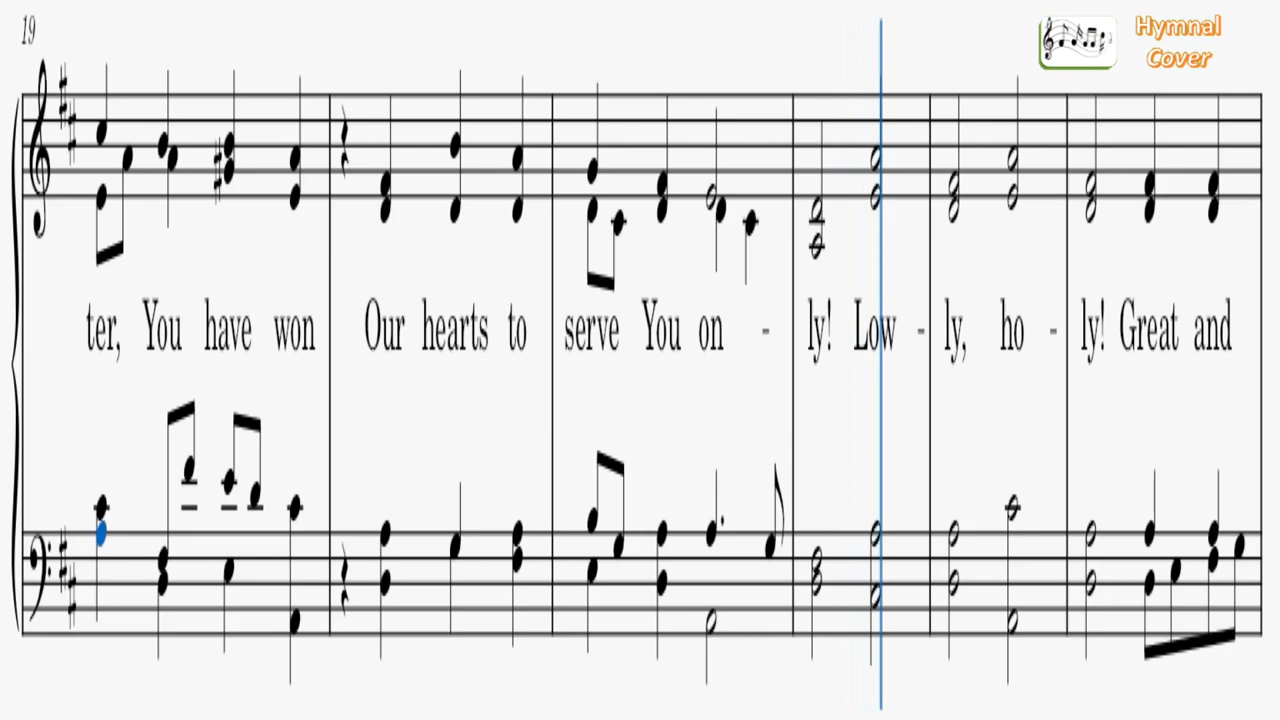 19
Hymnal
Cover
ter, You have won Our hearts to serve You on - ly! Low - ly, ho - ly! Great and